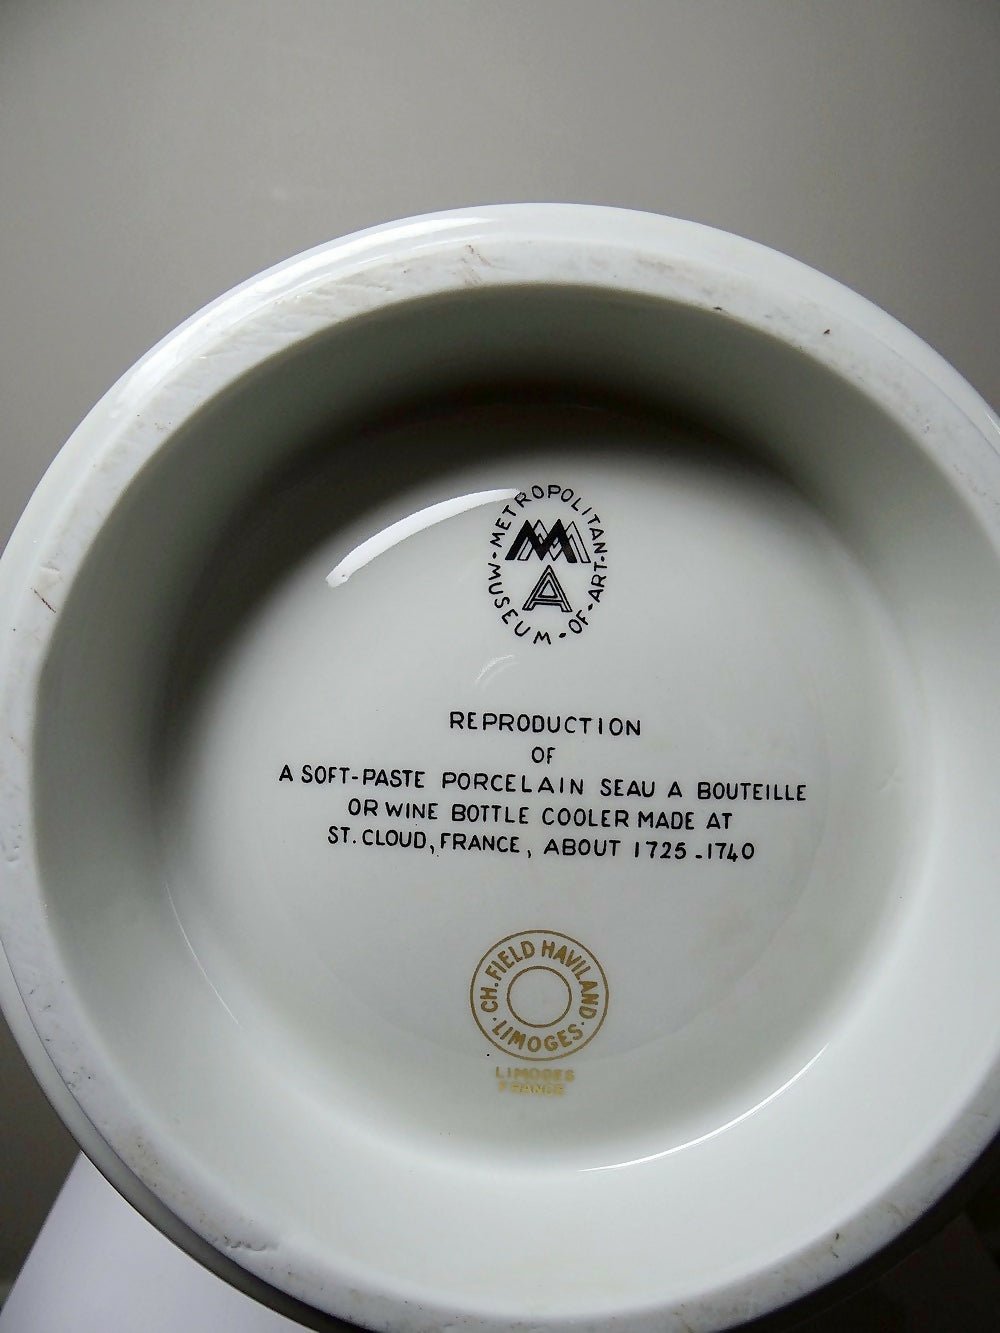 METROPOLITAN · MUSEUM · OF · ART ·
MMA
REPRODUCTION
OF
A SOFT-PASTE PORCELAIN SEAU A BOUTEILLE
OR WINE BOTTLE COOLER MADE AT
ST. CLOUD, FRANCE, ABOUT 1725-1740
CH. FIELD HAVILAND
· LIMOGES ·
LIMOGES
FRANCE